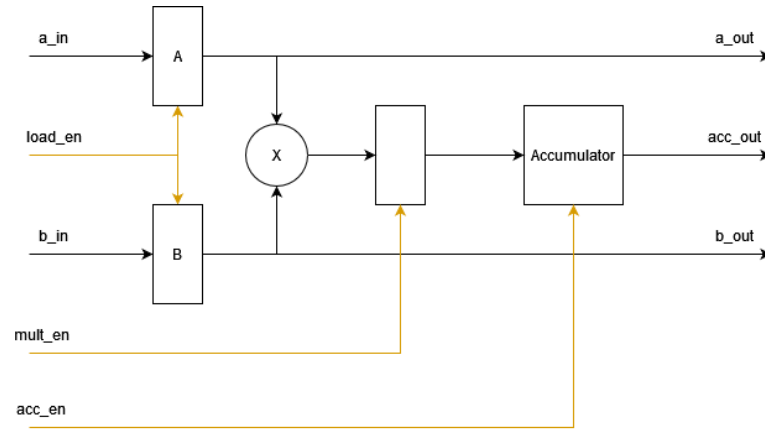 a_in
A
a_out
load_en
X
Accumulator
acc_out
b_in
B
b_out
mult_en
acc_en